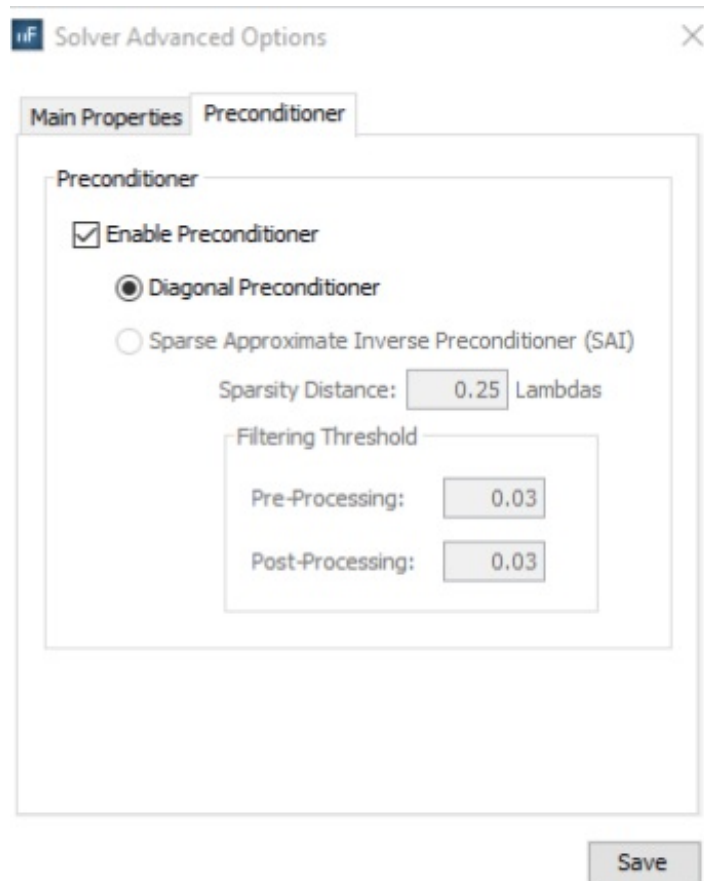 nF Solver Advanced Options
Main Properties Preconditioner
Preconditioner
Enable Preconditioner
Diagonal Preconditioner
Sparse Approximate Inverse Preconditioner (SAI)
Sparsity Distance: 0.25 Lambdas
Filtering Threshold
Pre-Processing: 0.03
Post-Processing: 0.03
Save